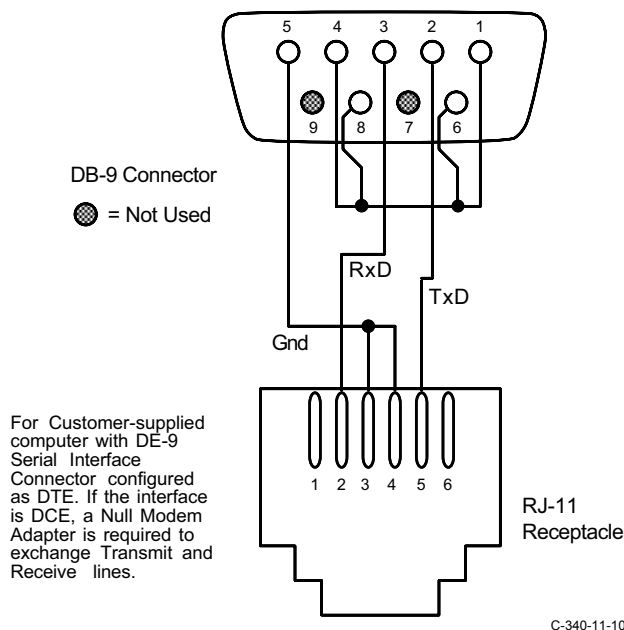 5 4 3 2 1
9 8 7 6
DB-9 Connector
= Not Used
RxD
TxD
Gnd
For Customer-supplied
computer with DE-9
Serial Interface
Connector configured
as DTE. If the interface
is DCE, a Null Modem
Adapter is required to
exchange Transmit and
Receive lines.
1 2 3 4 5 6
RJ-11
Receptacle
C-340-11-10